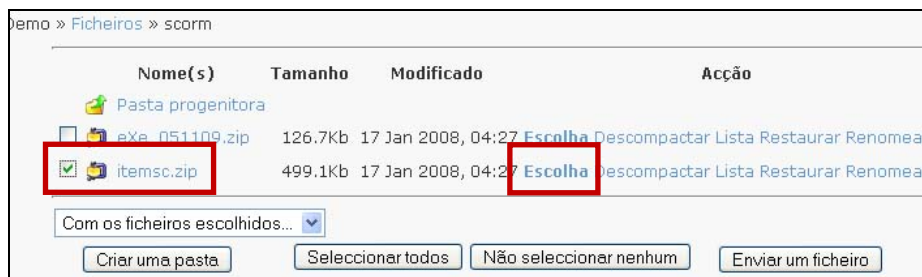 Demo » Ficheiros » scorm
Nome(s) Tamanho Modificado Acção
Pasta progenitora
eXe_051109.zip 126.7Kb 17 Jan 2008, 04:27 Escolha Descompactar Lista Restaurar Renomea
itemsc.zip 499.1Kb 17 Jan 2008, 04:27 Escolha Descompactar Lista Restaurar Renomea
Com os ficheiros escolhidos...
Criar uma pasta Seleccionar todos Não seleccionar nenhum Enviar um ficheiro